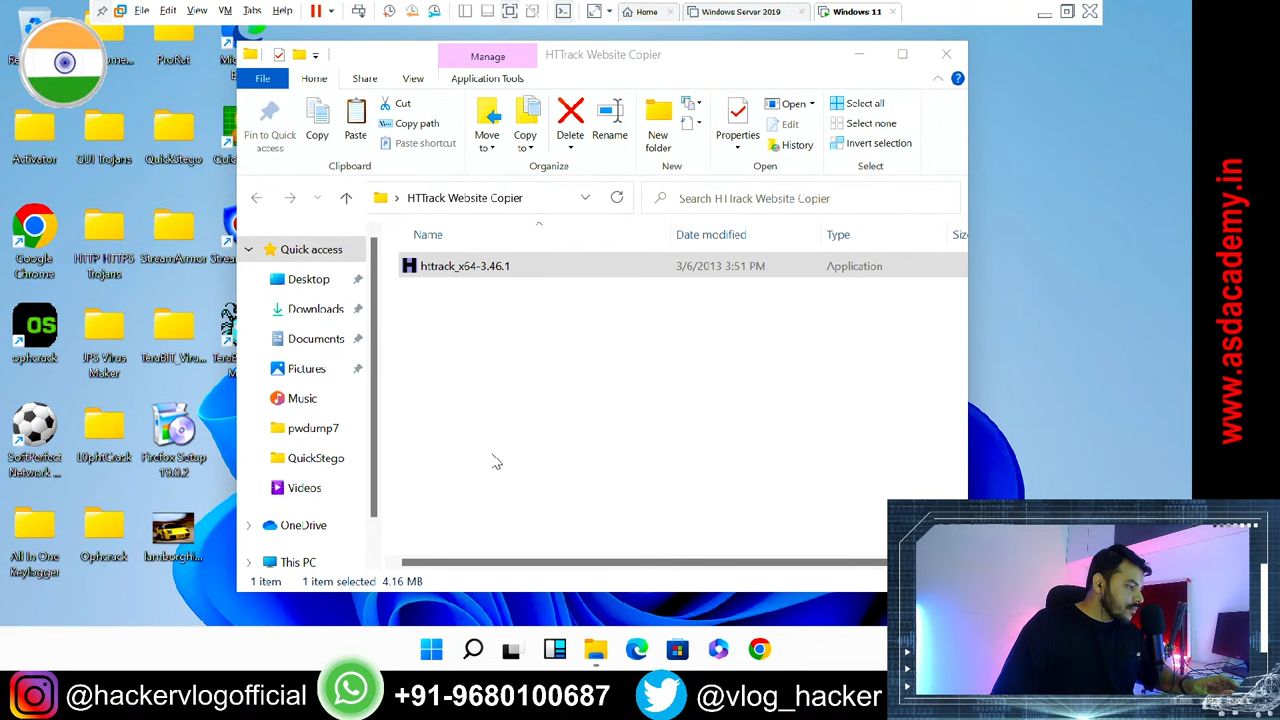 File Edit View VM Tabs Help
Home
Windows Server 2019
Windows 11
ProRat
Manage
HTTrack Website Copier
File Home Share View Application Tools
Pin to Quick access
Copy
Paste
Cut
Copy path
Paste shortcut
Clipboard
Move to
Copy to
Delete
Rename
Organize
New folder
New
Properties
Open
Edit
History
Open
Select all
Select none
Invert selection
Select
HTTrack Website Copier
Search HTTrack Website Copier
Name Date modified Type
httrack_x64-3.46.1 3/6/2013 3:51 PM Application
Quick access
Desktop
Downloads
Documents
Pictures
Music
pwdump7
QuickStego
Videos
OneDrive
This PC
1 item 1 item selected 4.16 MB
Activator
GUI Trojans
QuickStego
Google Chrome
HTTP HTTPS Trojans
StreamArmor
OS
ophcrack
JPS Virus Maker
TeraBIT_Viru...
SoftPerfect Network ...
L0phtCrack
Firefox Setup 19.0.2
All In One Keylogger
Ophcrack
lamborghi...
www.asdacademy.in
@hackervlogofficial
+91-9680100687
@vlog_hacker